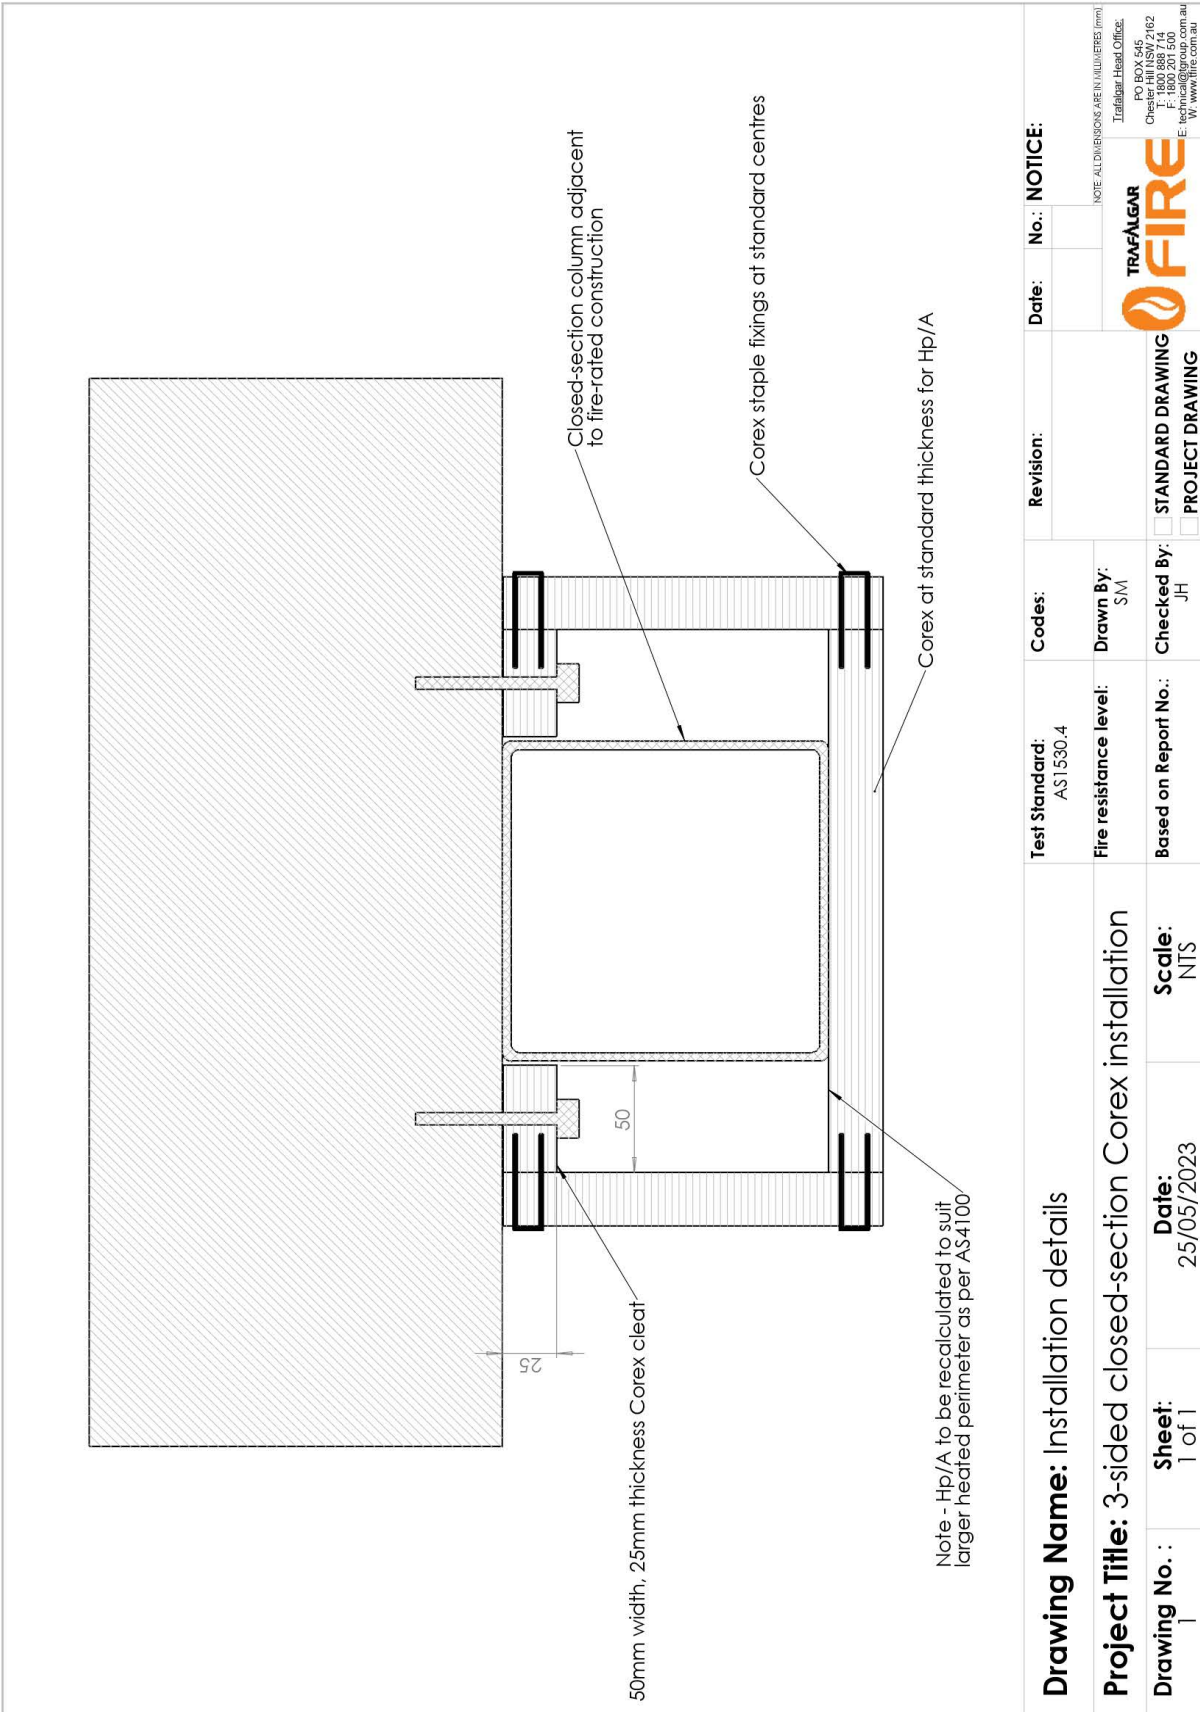 Closed-section column adjacent
to fire-rated construction
Corex staple fixings at standard centres
Corex at standard thickness for Hp/A
50
25
50mm width, 25mm thickness Corex cleat
Note - Hp/A to be recalculated to suit
larger heated perimeter as per AS4100
Drawing Name: Installation details
Project Title: 3-sided closed-section Corex installation
Drawing No. :
1
Sheet:
1 of 1
Date:
25/05/2023
Scale:
NTS
Test Standard:
AS1530.4
Fire resistance level:
Based on Report No.:
Codes:
Drawn By:
SM
Checked By:
JH
Revision:
Date:
No.:
NOTICE:
STANDARD DRAWING
PROJECT DRAWING
NOTE: ALL DIMENSIONS ARE IN MILLIMETRES (mm)
TRAFALGAR
FIRE
Trafalgar Head Office:
PO BOX 545
Chester Hill NSW 2162
T: 1800 888 714
F: 1800 201 500
E: technical@tgroup.com.au
W: www.tfire.com.au